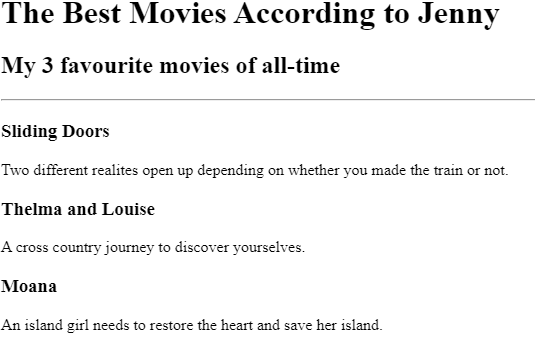 The Best Movies According to Jenny
My 3 favourite movies of all-time
Sliding Doors
Two different realites open up depending on whether you made the train or not.
Thelma and Louise
A cross country journey to discover yourselves.
Moana
An island girl needs to restore the heart and save her island.